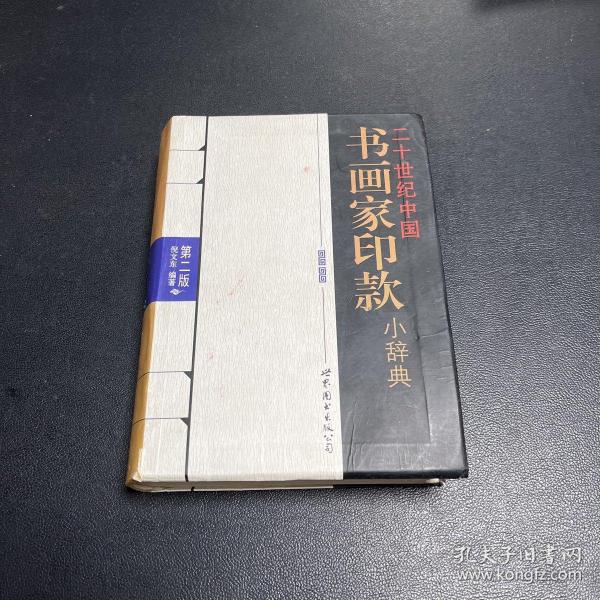 二十世纪中国
书画家印款
小辞典
世界图书出版公司
第二版
倪文东 编著
孔夫子旧书网
www.kongfz.com